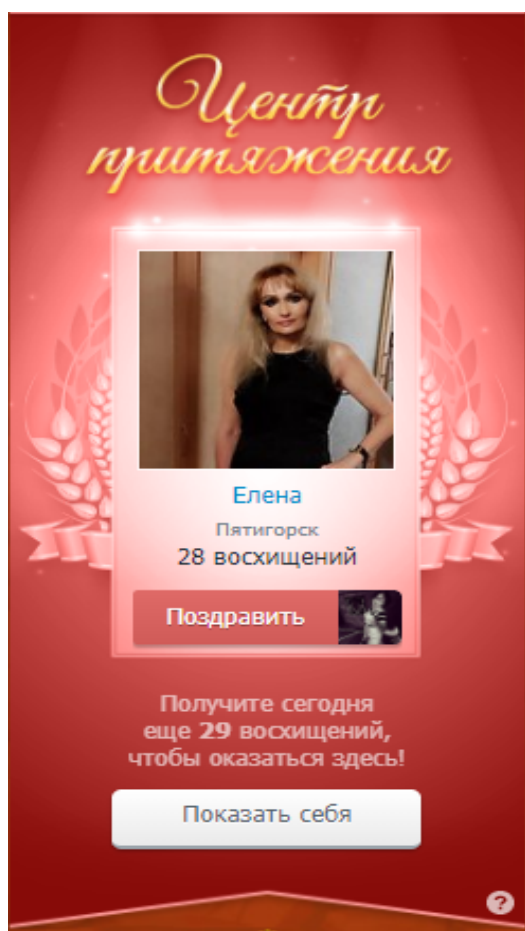 Центр
притяжения
Елена
Пятигорск
28 восхищений
Поздравить
Получите сегодня
еще 29 восхищений,
чтобы оказаться здесь!
Показать себя
?